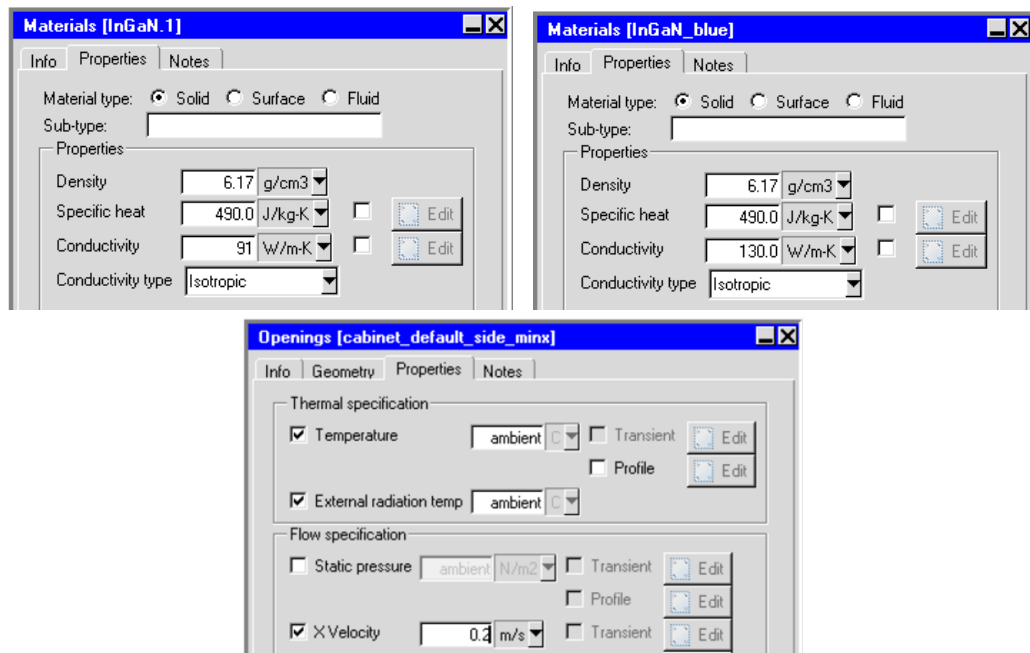 Materials [InGaN.1]
Info Properties Notes
Material type: Solid Surface Fluid
Sub-type:
Properties
Density 6.17 g/cm3
Specific heat 490.0 J/kg-K Edit
Conductivity 91 W/m-K Edit
Conductivity type Isotropic
Materials [InGaN_blue]
Info Properties Notes
Material type: Solid Surface Fluid
Sub-type:
Properties
Density 6.17 g/cm3
Specific heat 490.0 J/kg-K Edit
Conductivity 130.0 W/m-K Edit
Conductivity type Isotropic
Openings [cabinet_default_side_minx]
Info Geometry Properties Notes
Thermal specification
Temperature ambient C Transient Edit
Profile Edit
External radiation temp ambient C
Flow specification
Static pressure ambient N/m2 Transient Edit
Profile Edit
X Velocity 0.2 m/s Transient Edit